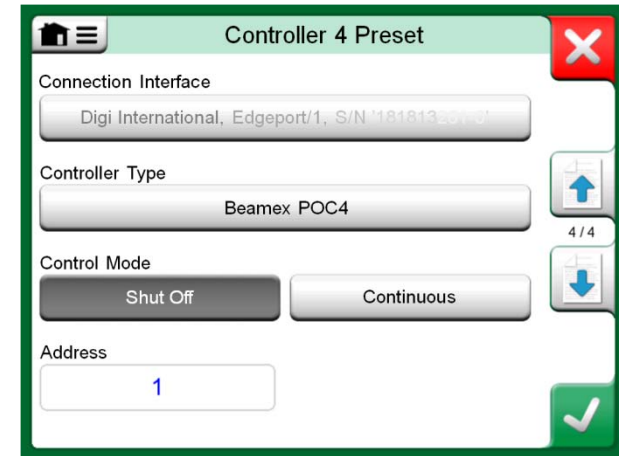 Controller 4 Preset
Connection Interface
Digi International, Edgeport/1, S/N
Controller Type
Beamex POC4
4 / 4
Control Mode
Shut Off Continuous
Address
1